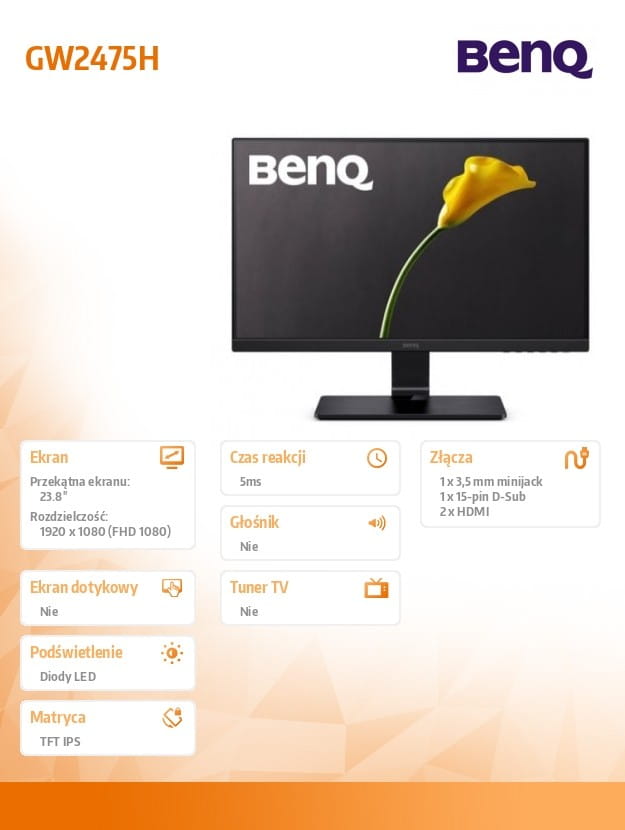 GW2475H
BenQ
BenQ
BenQ
Ekran
Przekątna ekranu:
23.8"
Rozdzielczość:
1920 x 1080 (FHD 1080)
Czas reakcji
5ms
Złącza
1 x 3,5 mm minijack
1 x 15-pin D-Sub
2 x HDMI
Głośnik
Nie
Ekran dotykowy
Nie
Tuner TV
Nie
Podświetlenie
Diody LED
Matryca
TFT IPS